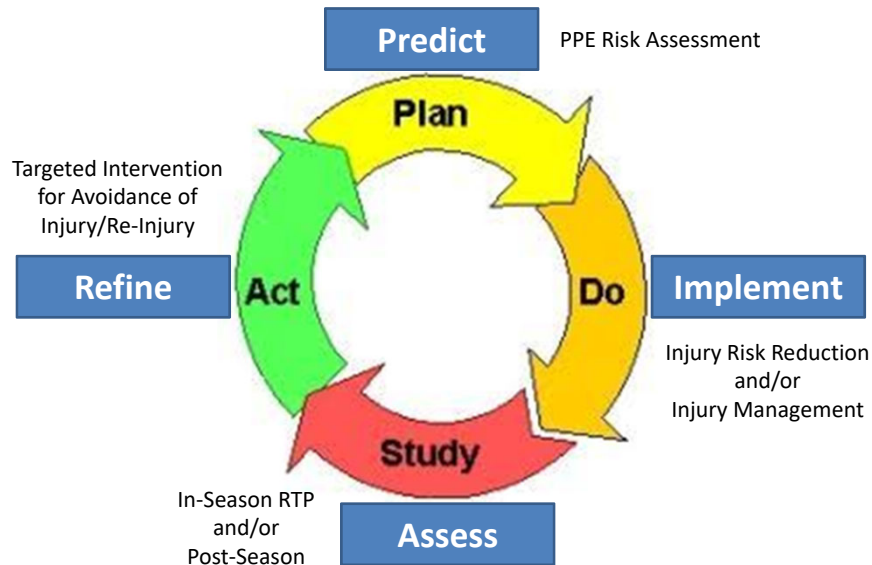 Predict
PPE Risk Assessment
Plan
Do
Implement
Injury Risk Reduction
and/or
Injury Management
Study
Assess
In-Season RTP
and/or
Post-Season
Act
Refine
Targeted Intervention
for Avoidance of
Injury/Re-Injury